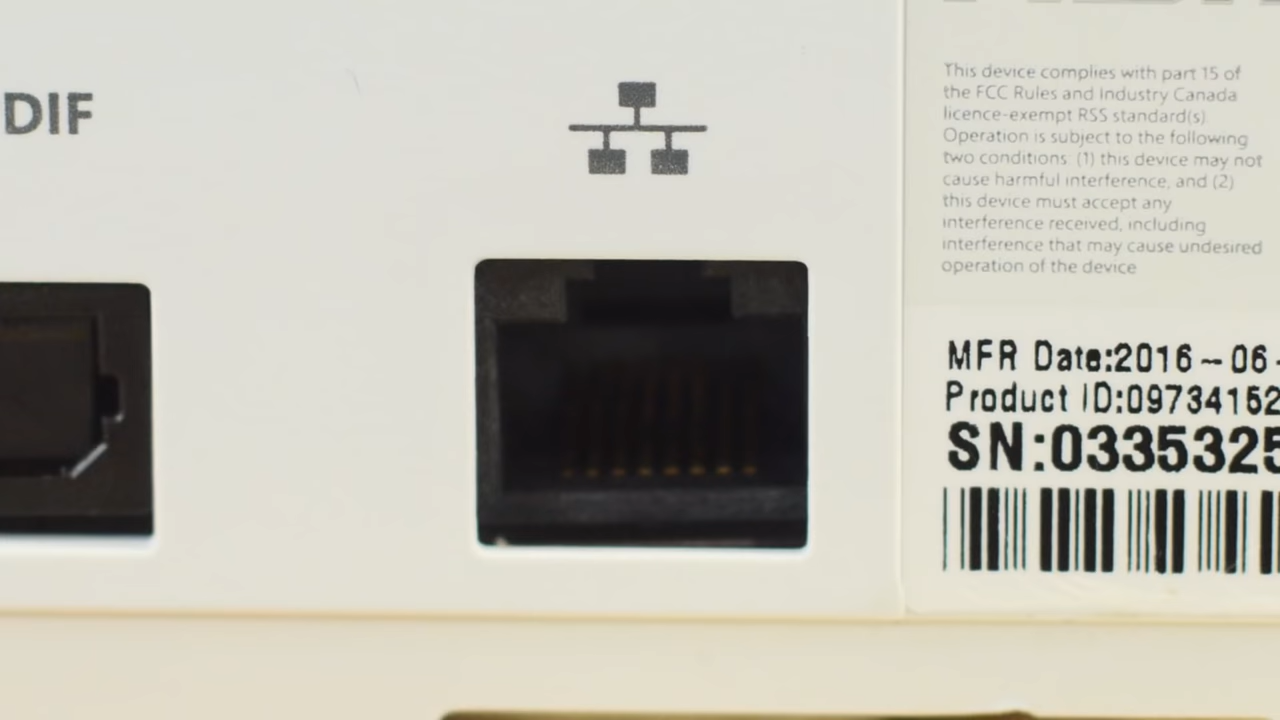 DIF
This device complies with part 15 of
the FCC Rules and Industry Canada
licence-exempt RSS standard(s)
Operation is subject to the following
two conditions: (1) this device may not
cause harmful interference, and (2)
this device must accept any
interference received, including
interference that may cause undesired
operation of the device
MFR Date:2016-06-
Product ID:09734152
SN:0335325